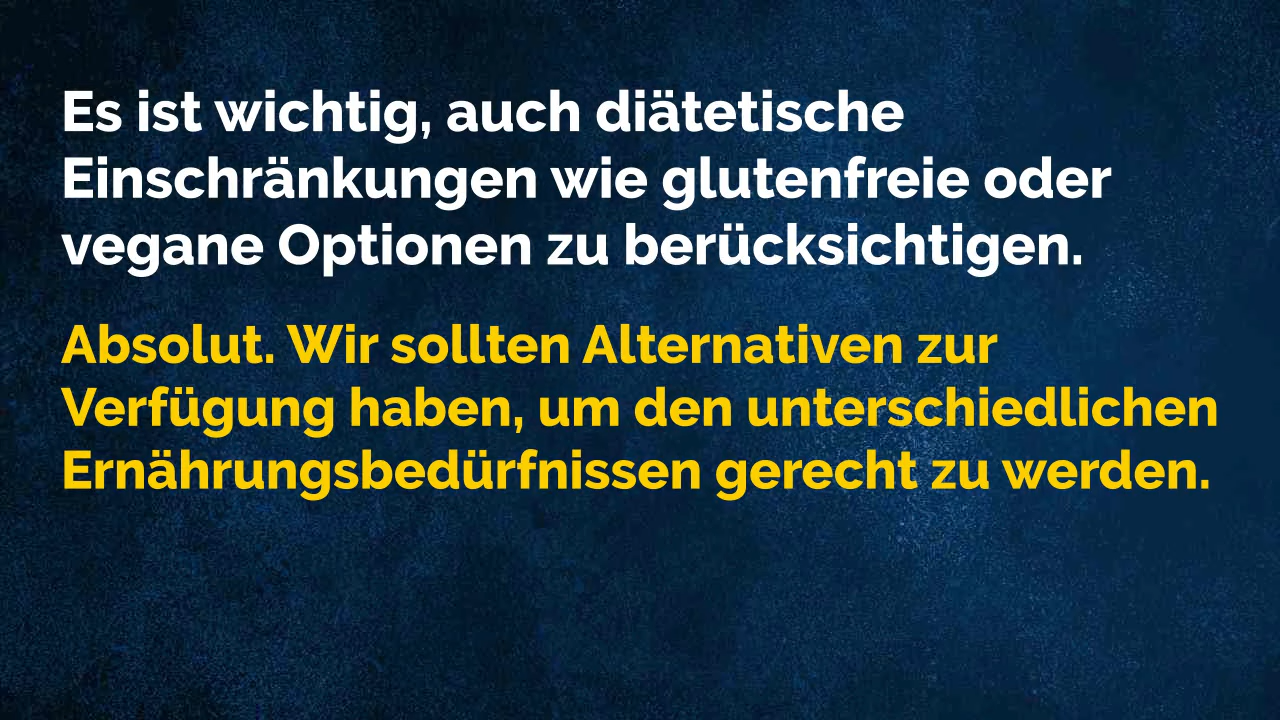 Es ist wichtig, auch diätetische
Einschränkungen wie glutenfreie oder
vegane Optionen zu berücksichtigen.
Absolut. Wir sollten Alternativen zur
Verfügung haben, um den unterschiedlichen
Ernährungsbedürfnissen gerecht zu werden.